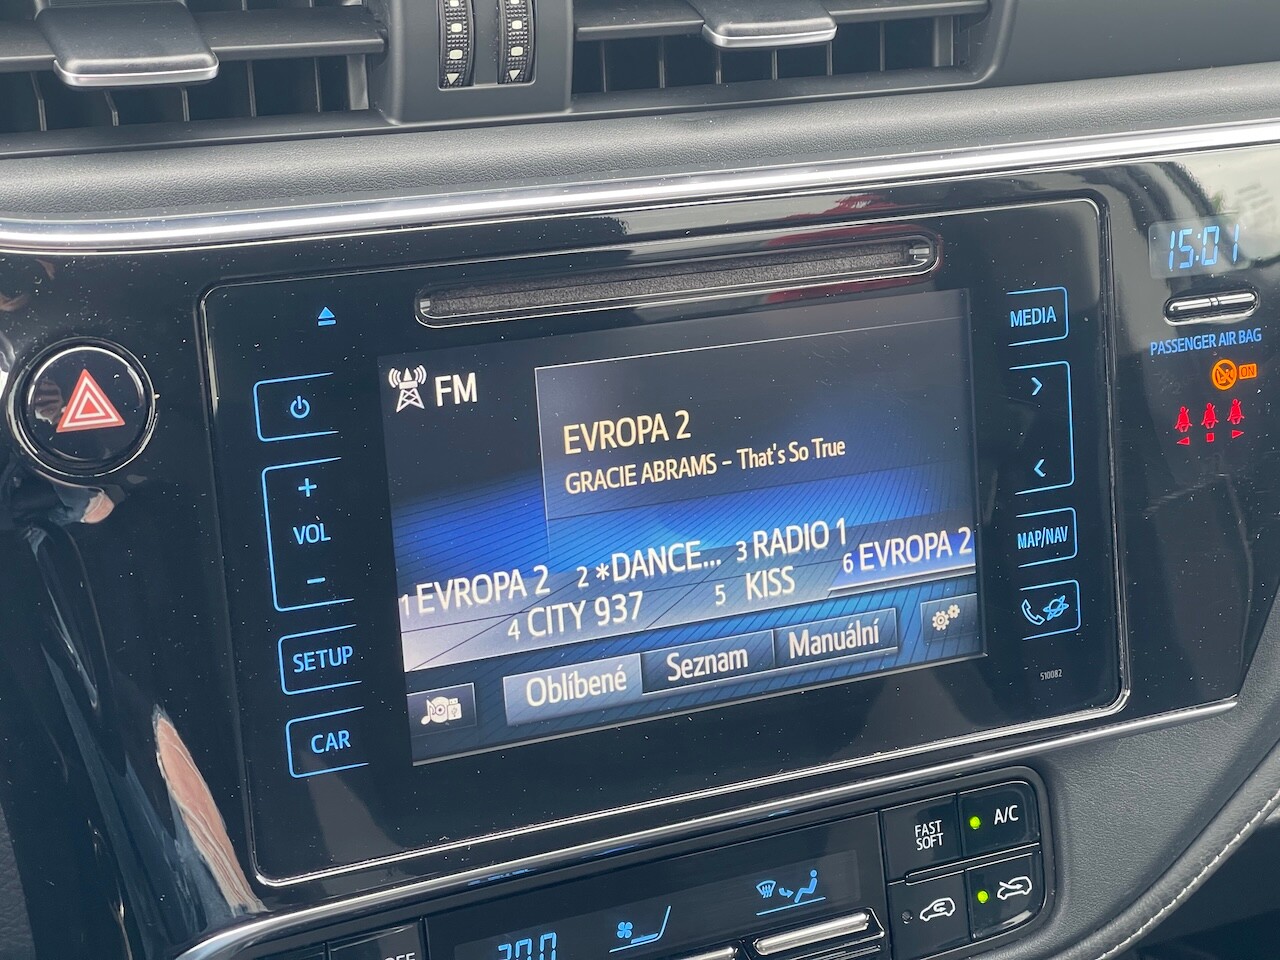 15:01
MEDIA
PASSENGER AIR BAG
ON
FM
EVROPA 2
GRACIE ABRAMS - That's So True
VOL
MAP/NAV
1 EVROPA 2
2 *DANCE...
3 RADIO 1
4 CITY 937
5 KISS
6 EVROPA 2
SETUP
Oblíbené
Seznam
Manuální
510082
CAR
FAST
SOFT
A/C
OFF